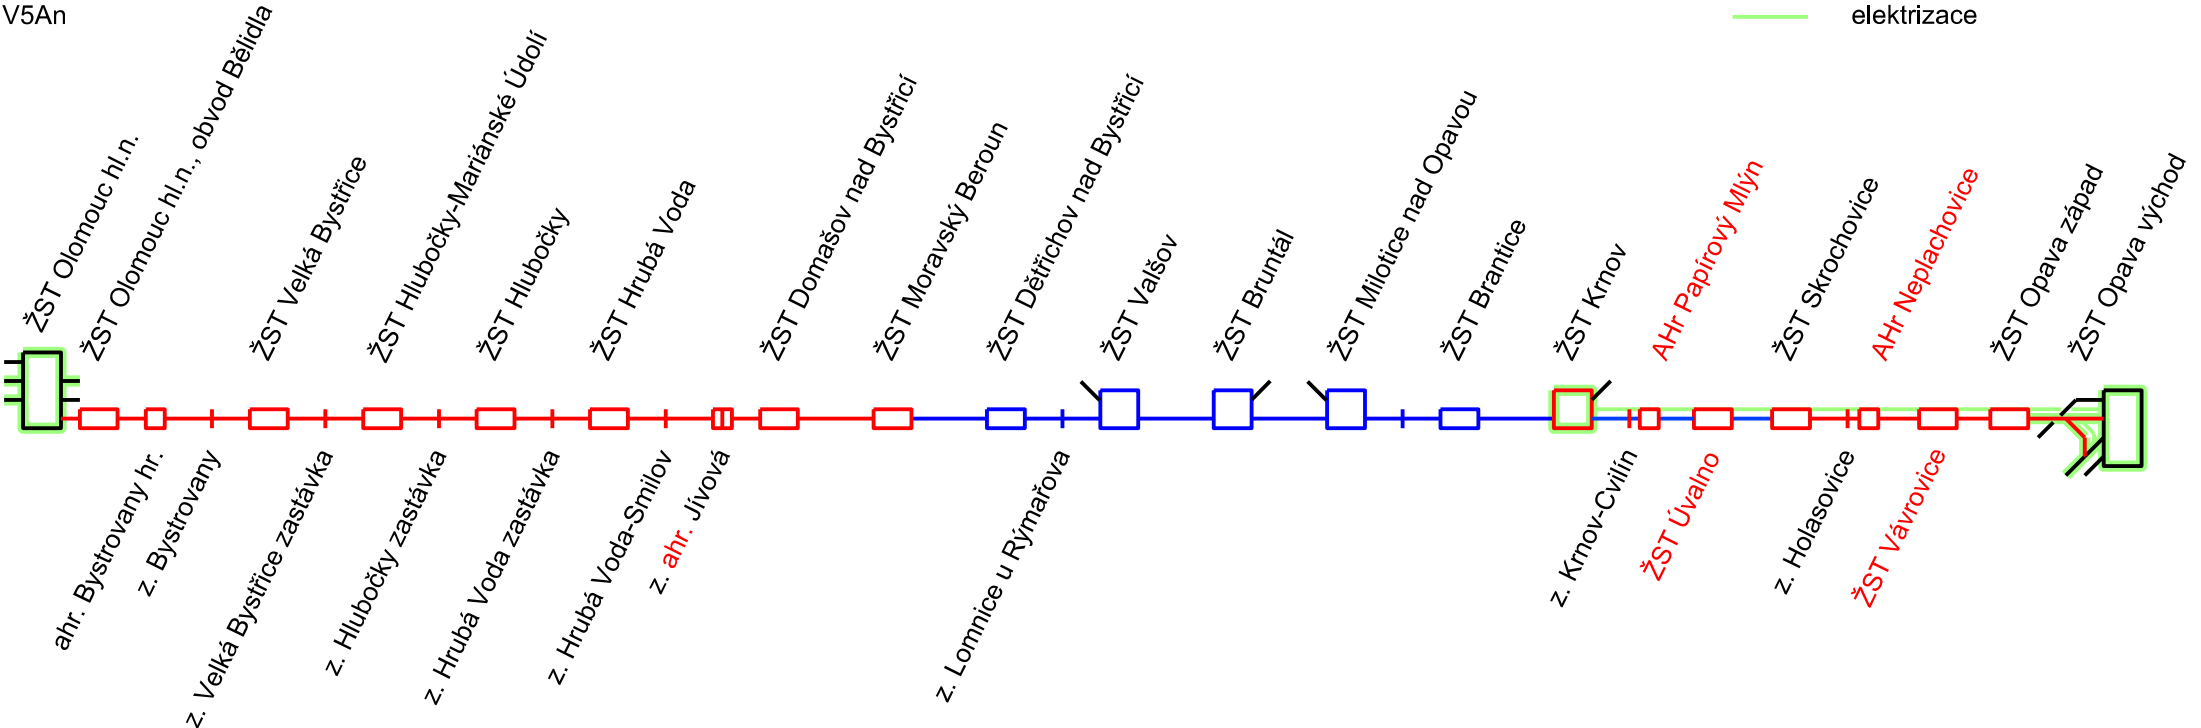 V5An
elektrizace
ŽST Olomouc hl.n.
ŽST Olomouc hl.n., obvod Bělidla
ŽST Velká Bystřice
ŽST Hlubočky-Mariánské Údolí
ŽST Hlubočky
ŽST Hrubá Voda
ŽST Domašov nad Bystřicí
ŽST Moravský Beroun
ŽST Dětřichov nad Bystřicí
ŽST Valšov
ŽST Bruntál
ŽST Milotice nad Opavou
ŽST Brantice
ŽST Krnov
AHr Papírový Mlýn
ŽST Skrochovice
AHr Neplachovice
ŽST Opava západ
ŽST Opava východ
ahr. Bystrovany hr.
z. Bystrovany
z. Velká Bystřice zastávka
z. Hlubočky zastávka
z. Hrubá Voda zastávka
z. Hrubá Voda-Smilov
z. ahr. Jívová
z. Lomnice u Rýmařova
z. Krnov-Cvilín
ŽST Úvalno
z. Holasovice
ŽST Vávrovice